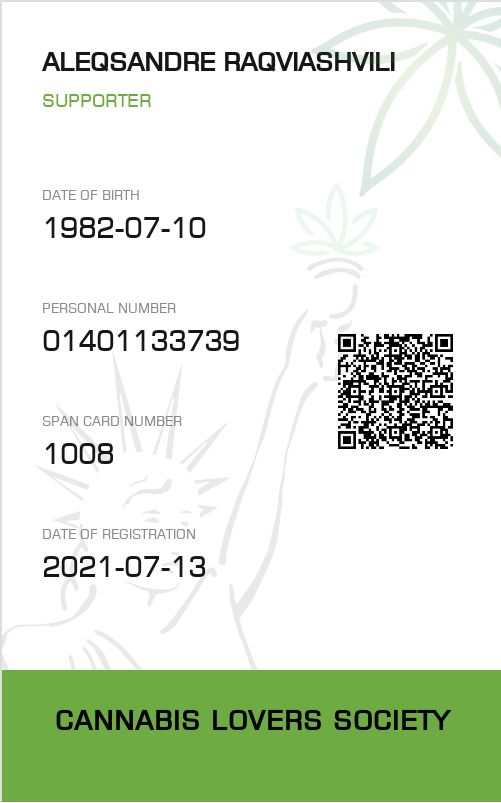 ALEQSANDRE RAQVIASHVILI
SUPPORTER
DATE OF BIRTH
1982-07-10
PERSONAL NUMBER
01401133739
SPAN CARD NUMBER
1008
DATE OF REGISTRATION
2021-07-13
CANNABIS LOVERS SOCIETY